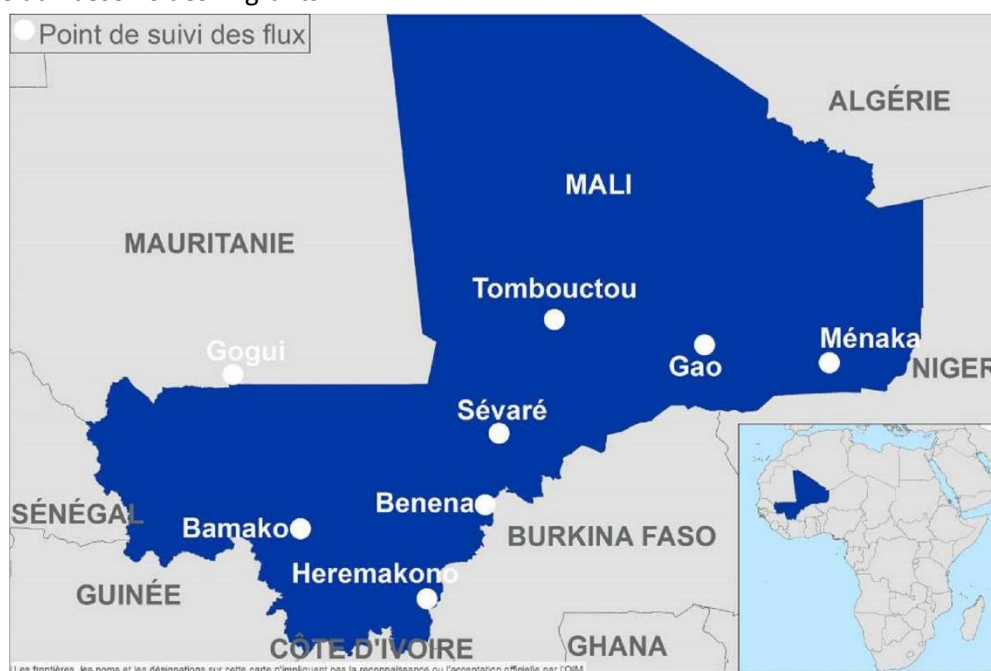 Point de suivi des flux
ALGÉRIE
MALI
MAURITANIE
Tombouctou
Gogui
Gao
Ménaka
NIGER
Sévaré
Benena
SÉNÉGAL
Bamako
BURKINA FASO
Heremakono
GUINÉE
CÔTE D'IVOIRE
GHANA
Les frontières, les noms et les désignations sur cette carte n'impliquent pas la reconnaissance ou l'acceptation officielle par l'OIM